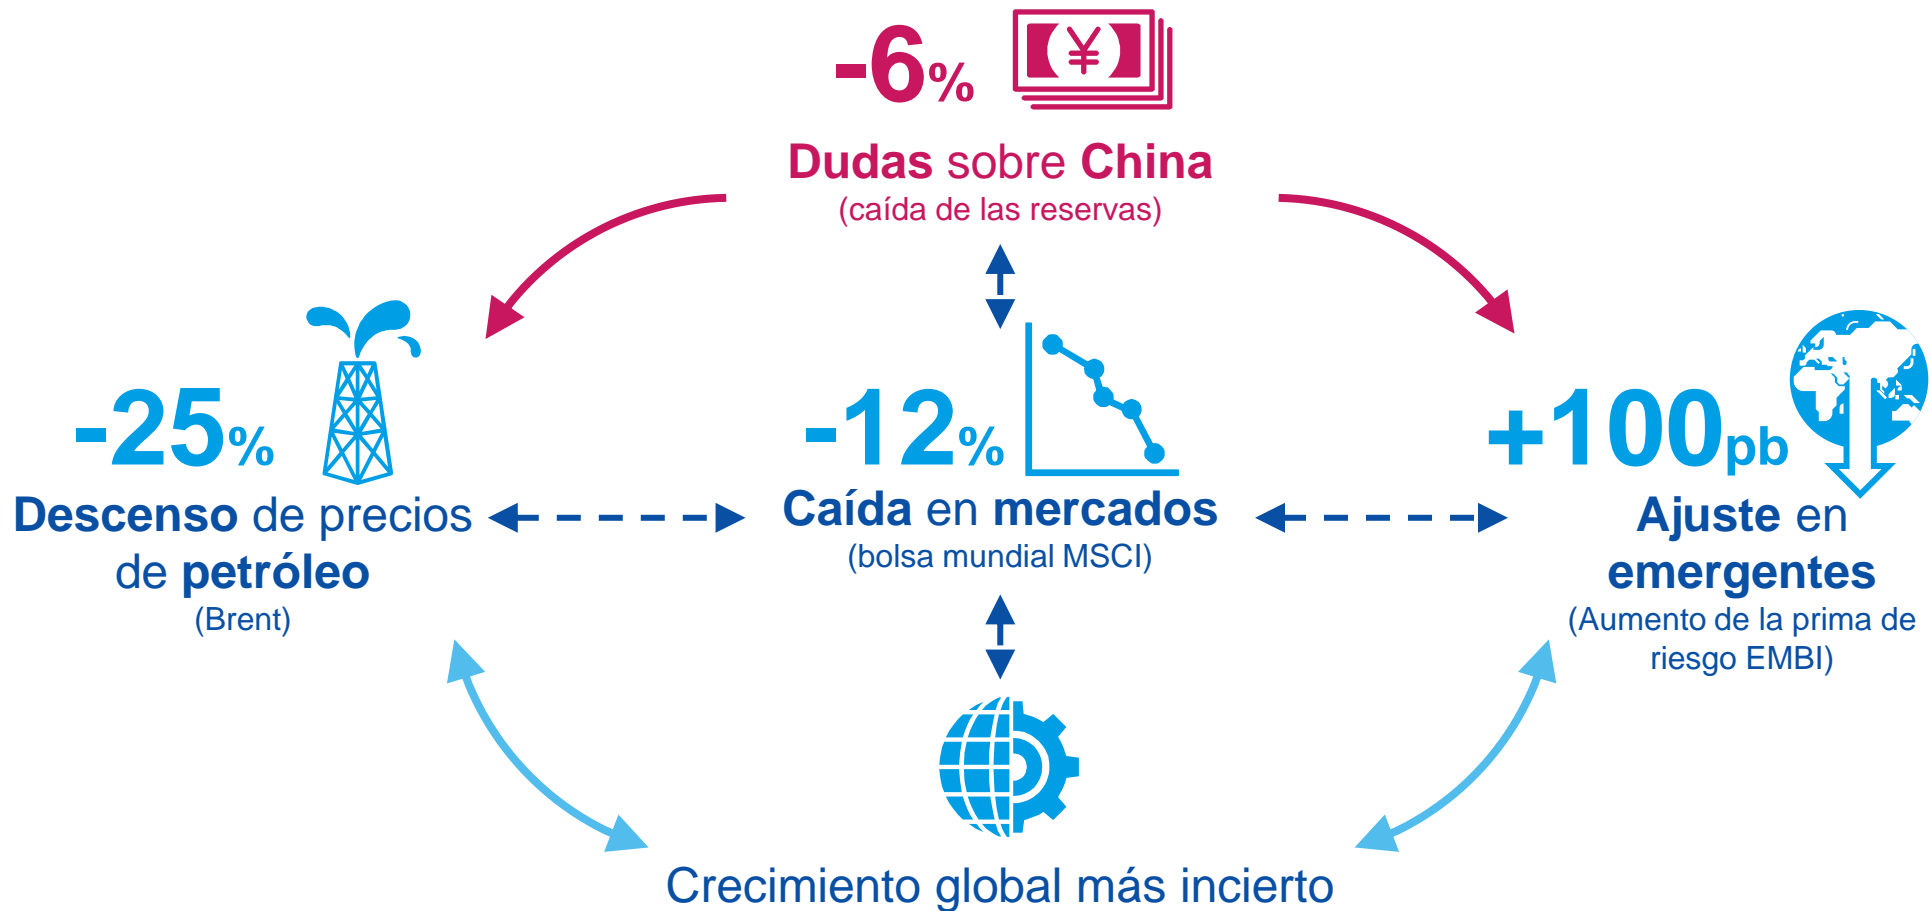 -6%
¥
Dudas sobre China
(caída de las reservas)
-25%
Descenso de precios
de petróleo
(Brent)
-12%
Caída en mercados
(bolsa mundial MSCI)
+100pb
Ajuste en
emergentes
(Aumento de la prima de
riesgo EMBI)
Crecimiento global más incierto